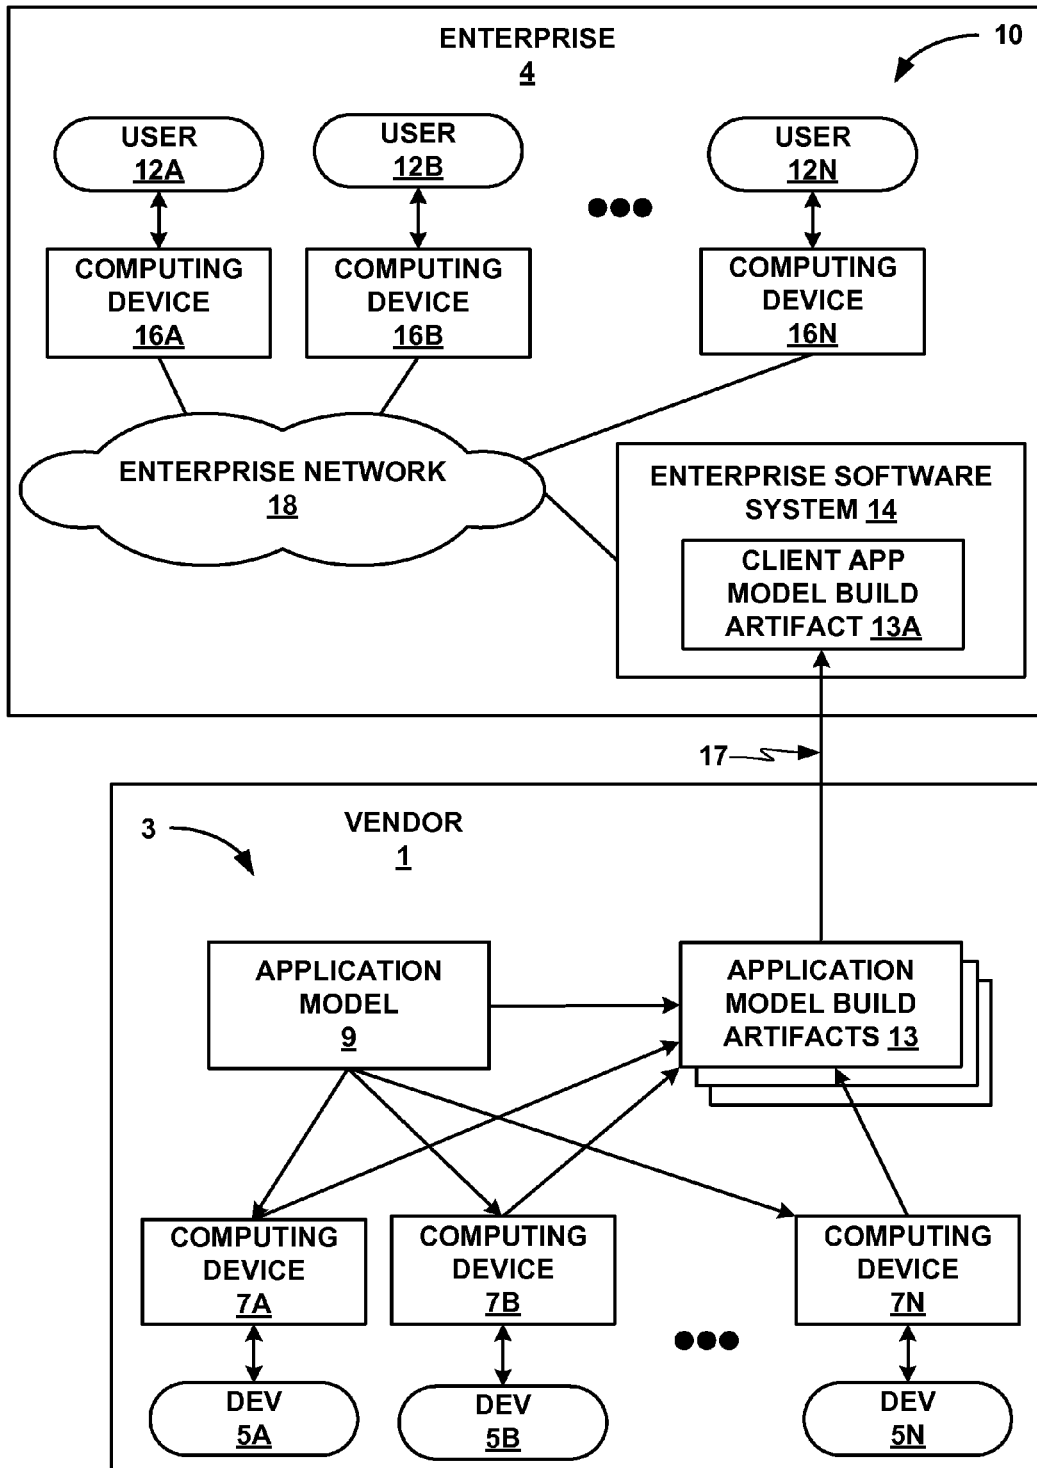 ENTERPRISE
4
10
USER
12A
USER
12B
USER
12N
COMPUTING
DEVICE
16A
COMPUTING
DEVICE
16B
COMPUTING
DEVICE
16N
ENTERPRISE NETWORK
18
ENTERPRISE SOFTWARE
SYSTEM 14
CLIENT APP
MODEL BUILD
ARTIFACT 13A
17
3
VENDOR
1
APPLICATION
MODEL
9
APPLICATION
MODEL BUILD
ARTIFACTS 13
COMPUTING
DEVICE
7A
COMPUTING
DEVICE
7B
COMPUTING
DEVICE
7N
DEV
5A
DEV
5B
DEV
5N